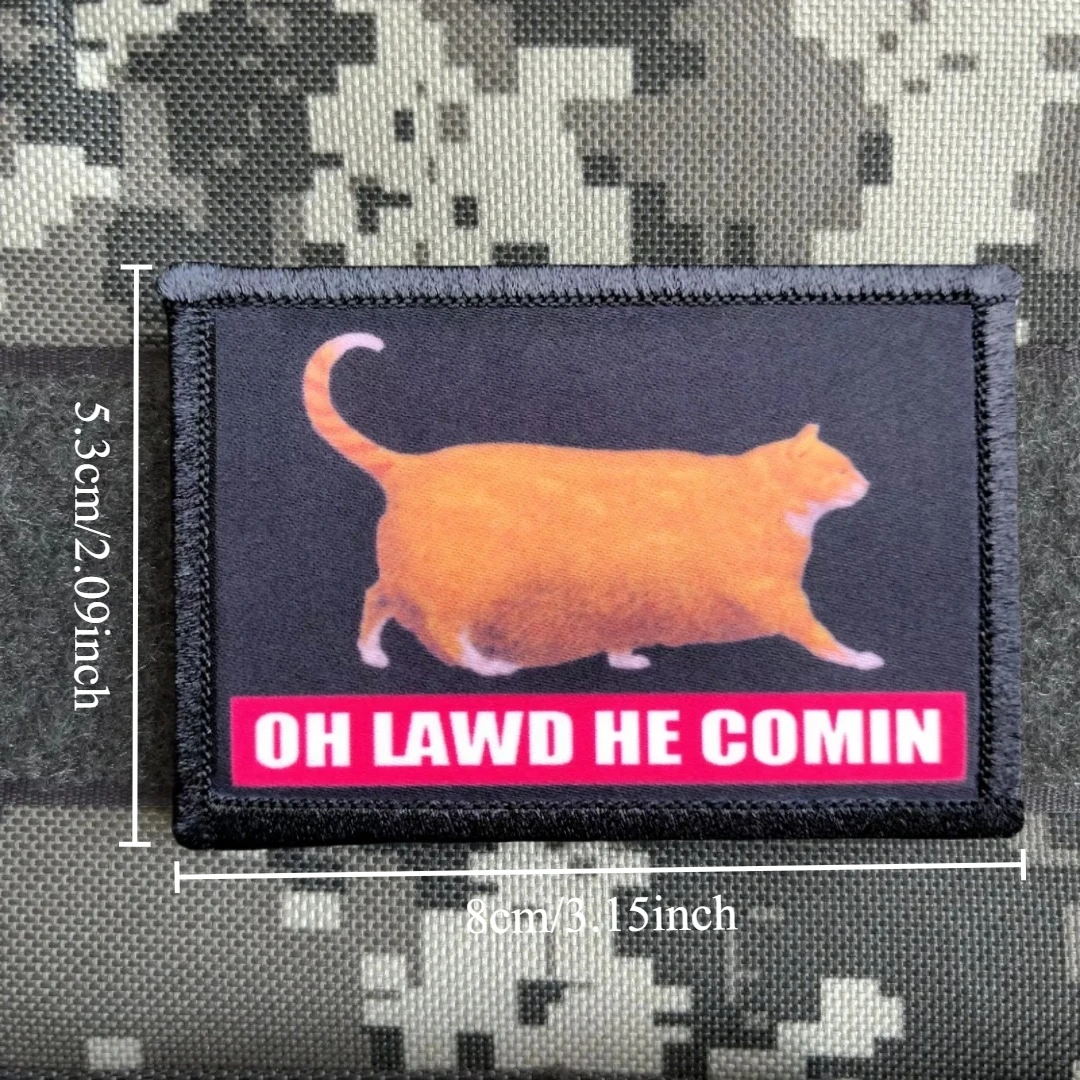 5.3cm/2.09inch
OH LAWD HE COMIN
8cm/3.15inch